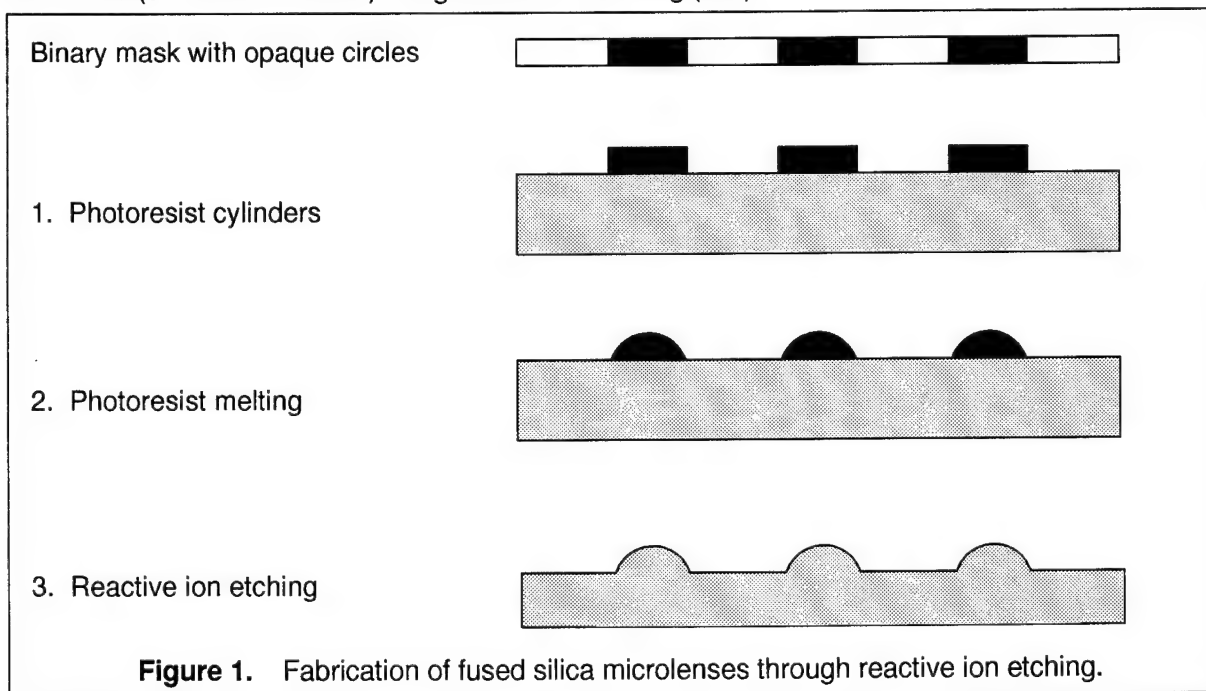 Binary mask with opaque circles
1. Photoresist cylinders
2. Photoresist melting
3. Reactive ion etching
Figure 1. Fabrication of fused silica microlenses through reactive ion etching.